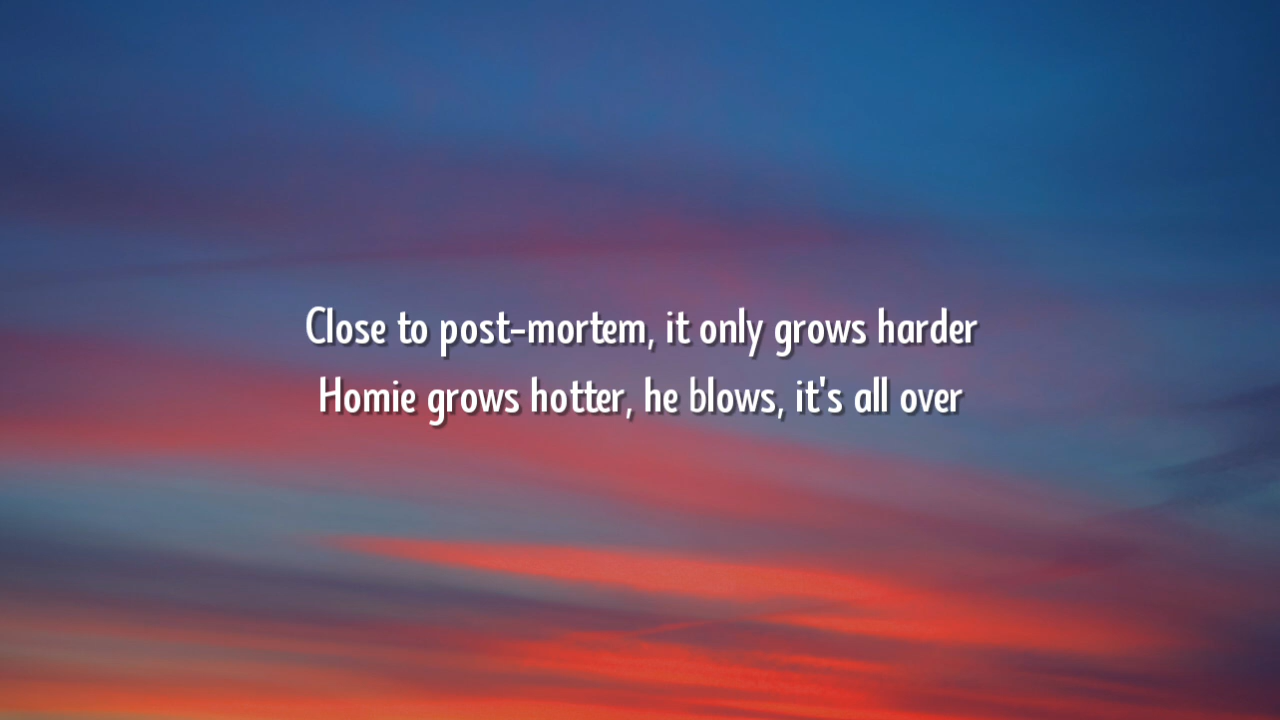 Close to post-mortem, it only grows harder
Homie grows hotter, he blows, it's all over